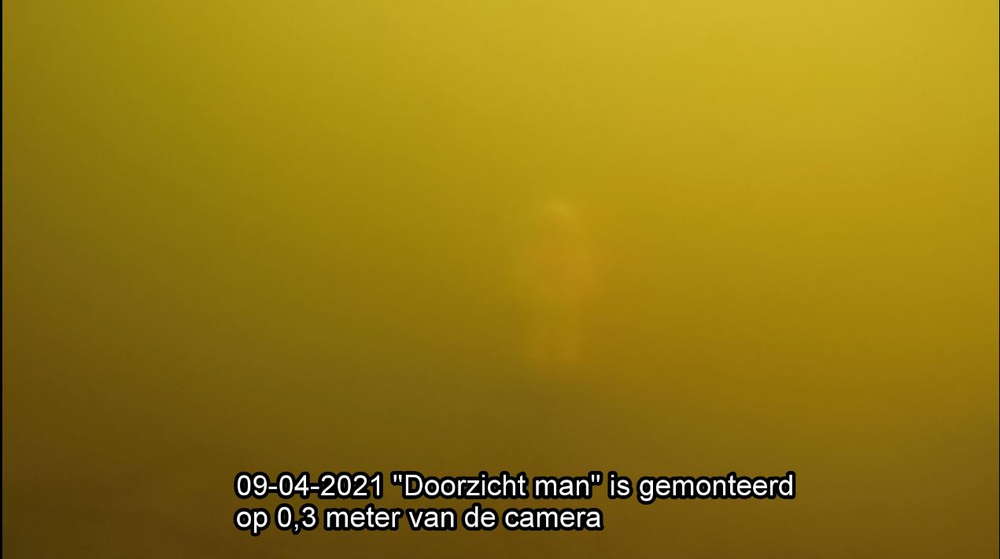 09-04-2021 "Doorzicht man" is gemonteerd
op 0,3 meter van de camera